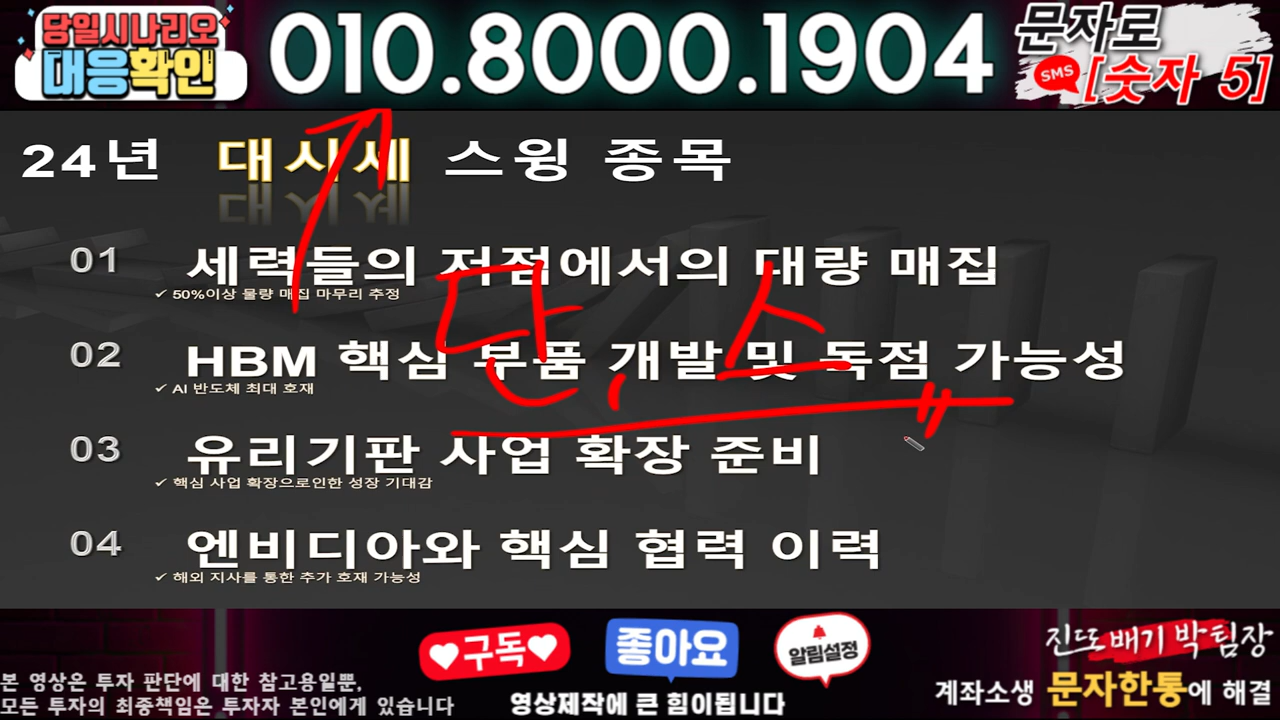 당일시나리오
대응확인
010.8000.1904
문자로
SMS [숫자 5]
24년 대시세 스윙 종목
01 세력들의 저점에서의 대량 매집
✓ 50%이상 물량 매집 마무리 추정
02 HBM 핵심 부품 개발 및 독점 가능성
✓ AI 반도체 최대 호재
단, 스
03 유리기판 사업 확장 준비
✓ 핵심 사업 확장으로인한 성장 기대감
04 엔비디아와 핵심 협력 이력
✓ 해외 지사를 통한 추가 호재 가능성
구독
좋아요
알림설정
진또배기 박팀장
본 영상은 투자 판단에 대한 참고용일뿐,
모든 투자의 최종책임은 투자자 본인에게 있습니다
영상제작에 큰 힘이됩니다
계좌소생 문자한통에 해결